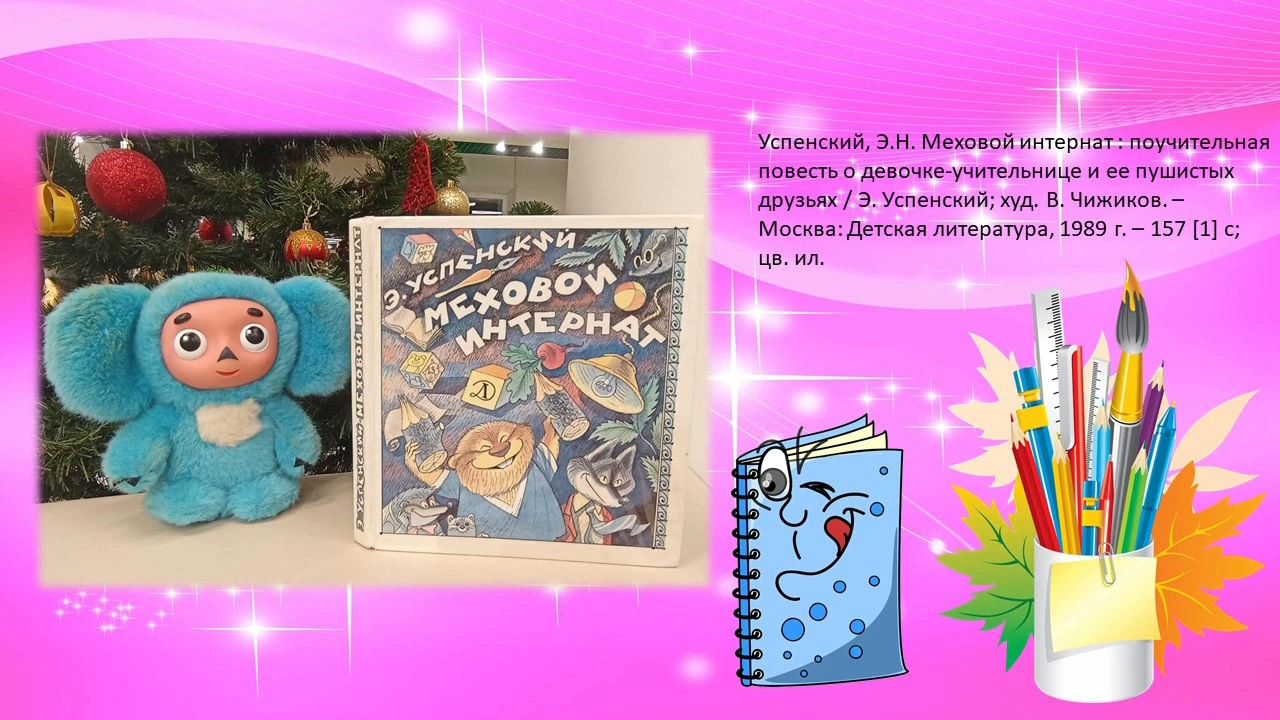 Успенский, Э.Н. Меховой интернат : поучительная
повесть о девочке-учительнице и ее пушистых
друзьях / Э. Успенский; худ. В. Чижиков. –
Москва: Детская литература, 1989 г. – 157 [1] с;
цв. ил.
Э. УСПЕНСКИЙ
МЕХОВОЙ
ИНТЕРНАТ
Э. УСПЕНСКИЙ МЕХОВОЙ ИНТЕРНАТ